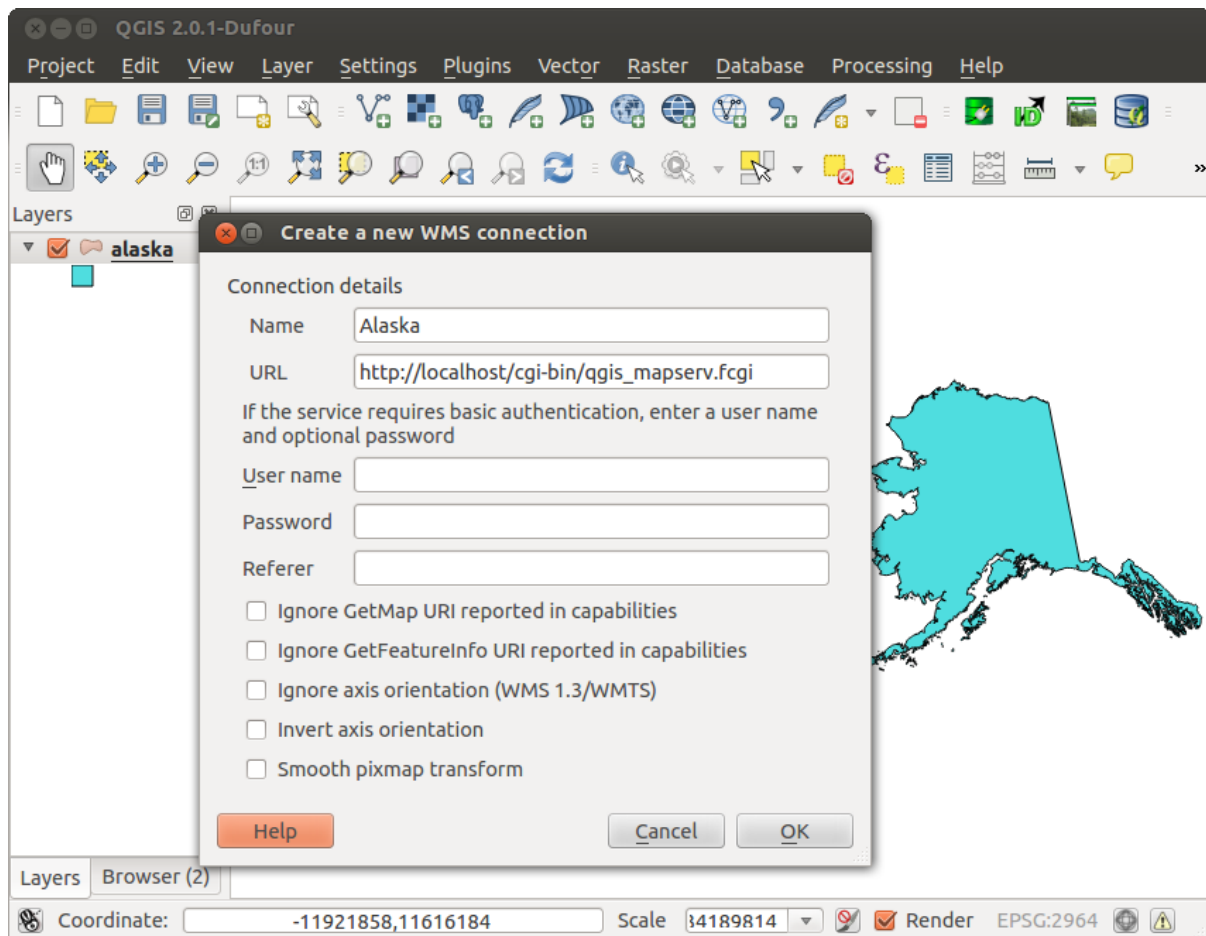 QGIS 2.0.1-Dufour
Project Edit View Layer Settings Plugins Vector Raster Database Processing Help
1:1
Layers
alaska
Create a new WMS connection
Connection details
Name Alaska
URL http://localhost/cgi-bin/qgis_mapserv.fcgi
If the service requires basic authentication, enter a user name
and optional password
User name
Password
Referer
Ignore GetMap URI reported in capabilities
Ignore GetFeatureInfo URI reported in capabilities
Ignore axis orientation (WMS 1.3/WMTS)
Invert axis orientation
Smooth pixmap transform
Help Cancel OK
Layers Browser (2)
Coordinate: -11921858,11616184 Scale 34189814 Render EPSG:2964